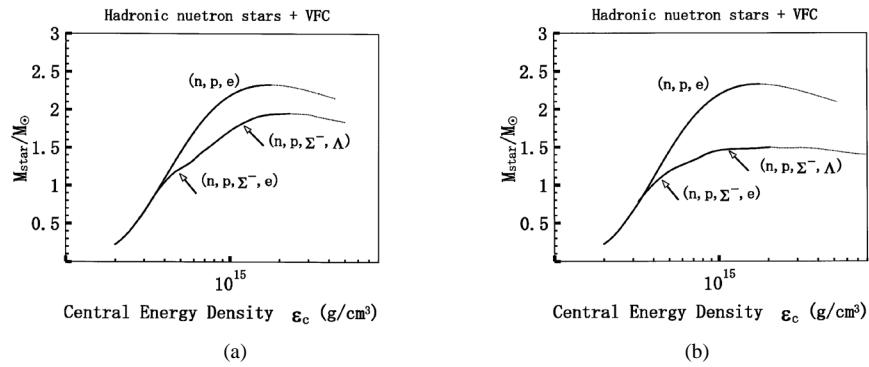 Hadronic nuetron stars + VFC
3
2.5
2
1.5
1
0.5
Mstar/M☉
(n, p, e)
(n, p, Σ⁻, Λ)
(n, p, Σ⁻, e)
10¹⁵
Central Energy Density εc (g/cm³)
(a)
Hadronic nuetron stars + VFC
3
2.5
2
1.5
1
0.5
Mstar/M☉
(n, p, e)
(n, p, Σ⁻, Λ)
(n, p, Σ⁻, e)
10¹⁵
Central Energy Density εc (g/cm³)
(b)